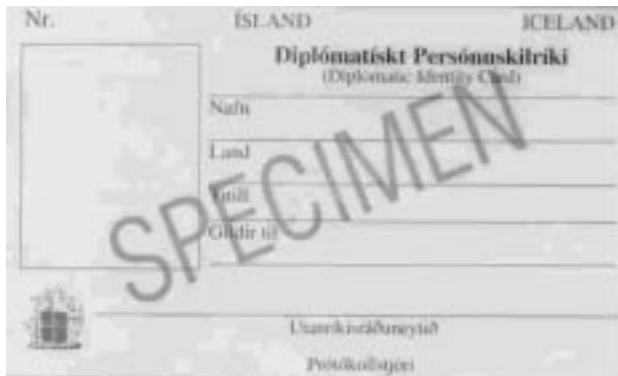 Nr. ÍSLAND ICELAND
Diplómatískt Persónuskilríki
(Diplomatic Identity Card)
Nafn
Land
Titill
Gildir til
SPECIMEN
Utanríkisráðuneytið
Prótókollstjóri